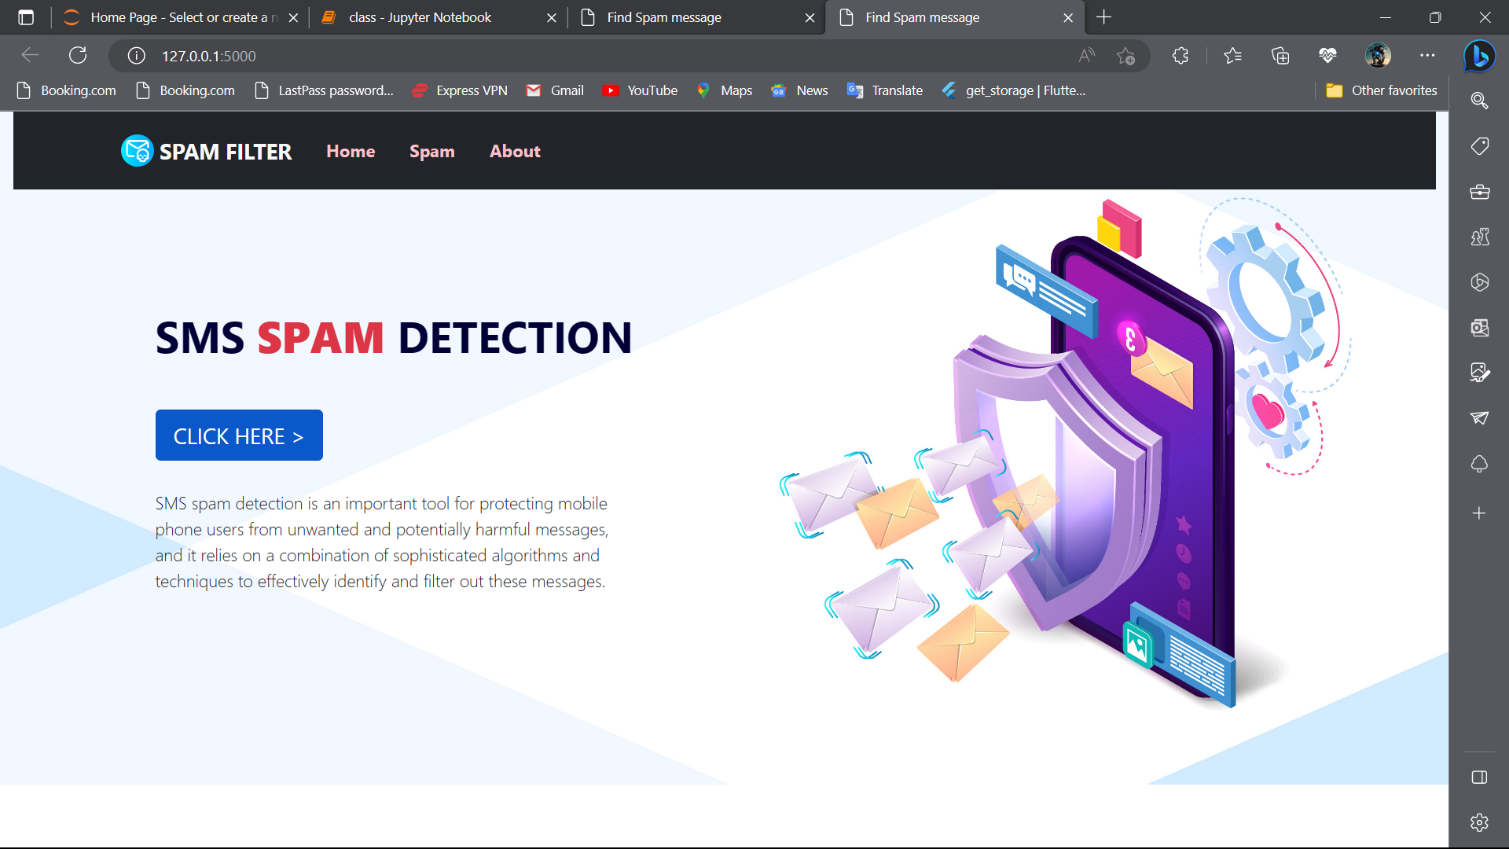 Home Page - Select or create a n
class - Jupyter Notebook
Find Spam message
Find Spam message
127.0.0.1:5000
Booking.com
Booking.com
LastPass password...
Express VPN
Gmail
YouTube
Maps
News
Translate
get_storage | Flutte...
Other favorites
SPAM FILTER
Home
Spam
About
SMS SPAM DETECTION
CLICK HERE >
SMS spam detection is an important tool for protecting mobile
phone users from unwanted and potentially harmful messages,
and it relies on a combination of sophisticated algorithms and
techniques to effectively identify and filter out these messages.
3